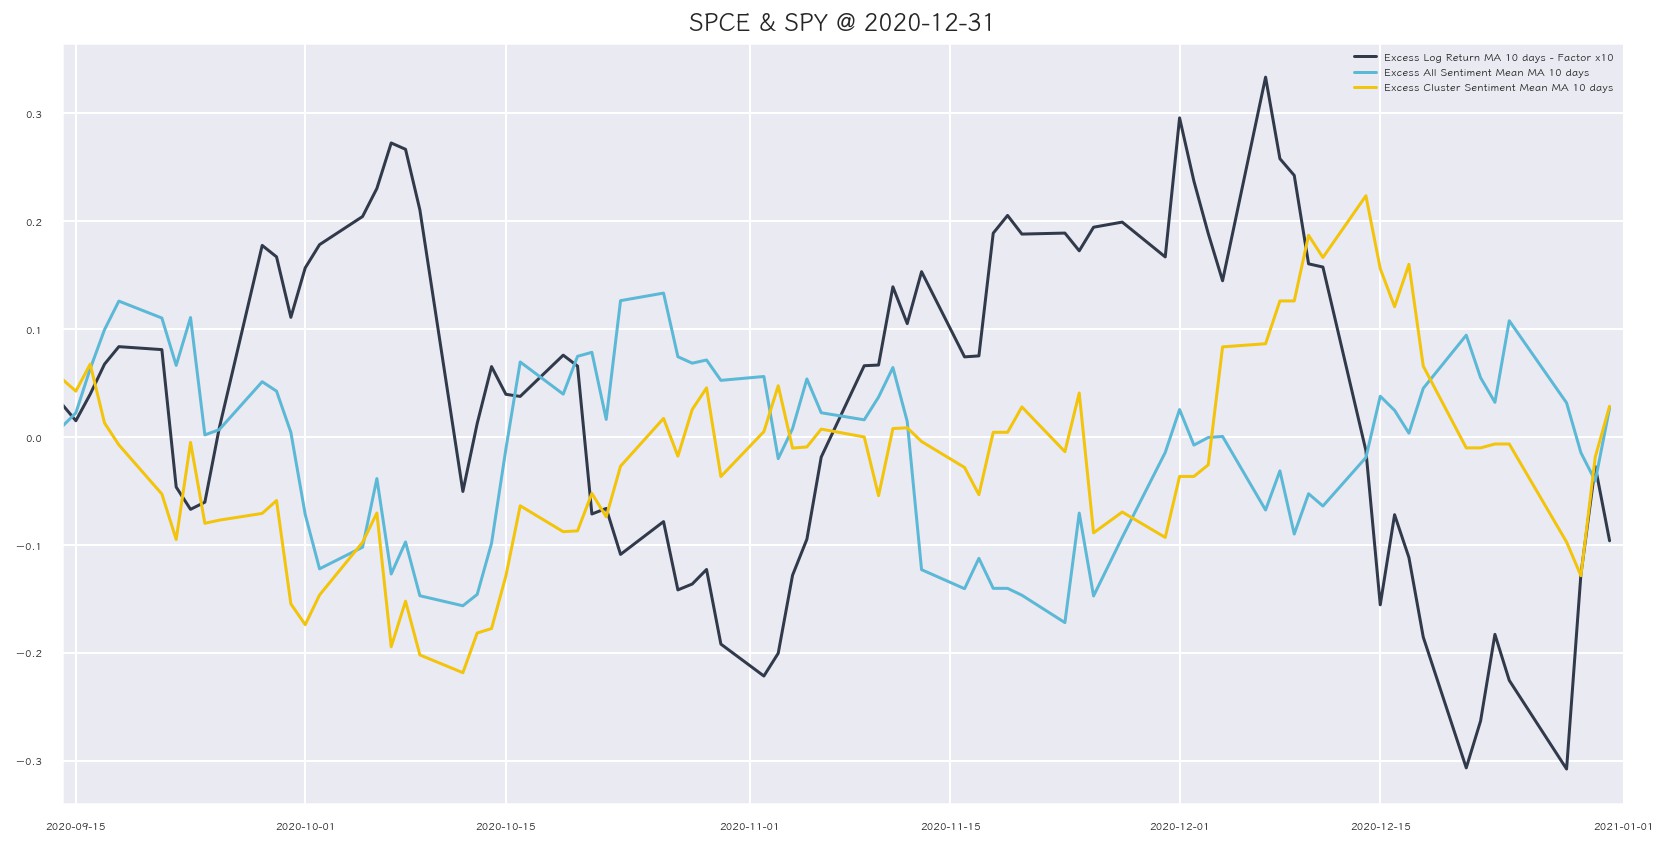 SPCE & SPY @ 2020-12-31
Excess Log Return MA 10 days - Factor x10
Excess All Sentiment Mean MA 10 days
Excess Cluster Sentiment Mean MA 10 days
0.3
0.2
0.1
0.0
−0.1
−0.2
−0.3
2020-09-15 2020-10-01 2020-10-15 2020-11-01 2020-11-15 2020-12-01 2020-12-15 2021-01-01